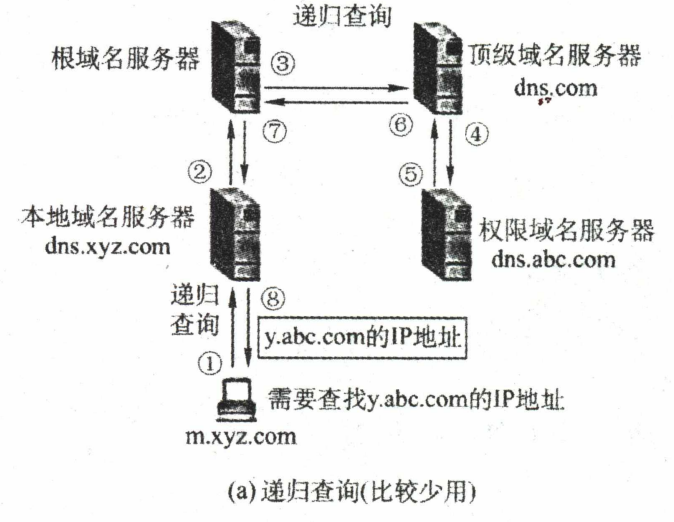 递归查询
根域名服务器
③
顶级域名服务器
dns.com
⑦
⑥
④
②
⑤
本地域名服务器
dns.xyz.com
权限域名服务器
dns.abc.com
递归
查询
⑧
y.abc.com的IP地址
①
需要查找y.abc.com的IP地址
m.xyz.com
(a) 递归查询(比较少用)